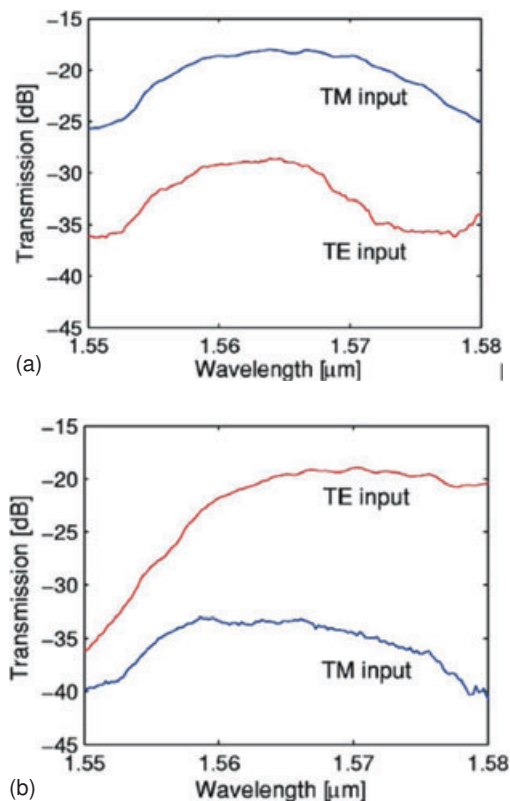 −15
−20
−25
−30
−35
−40
−45
Transmission [dB]
TM input
TE input
1.55 1.56 1.57 1.58
Wavelength [μm]
(a)
−15
−20
−25
−30
−35
−40
−45
Transmission [dB]
TE input
TM input
1.55 1.56 1.57 1.58
Wavelength [μm]
(b)